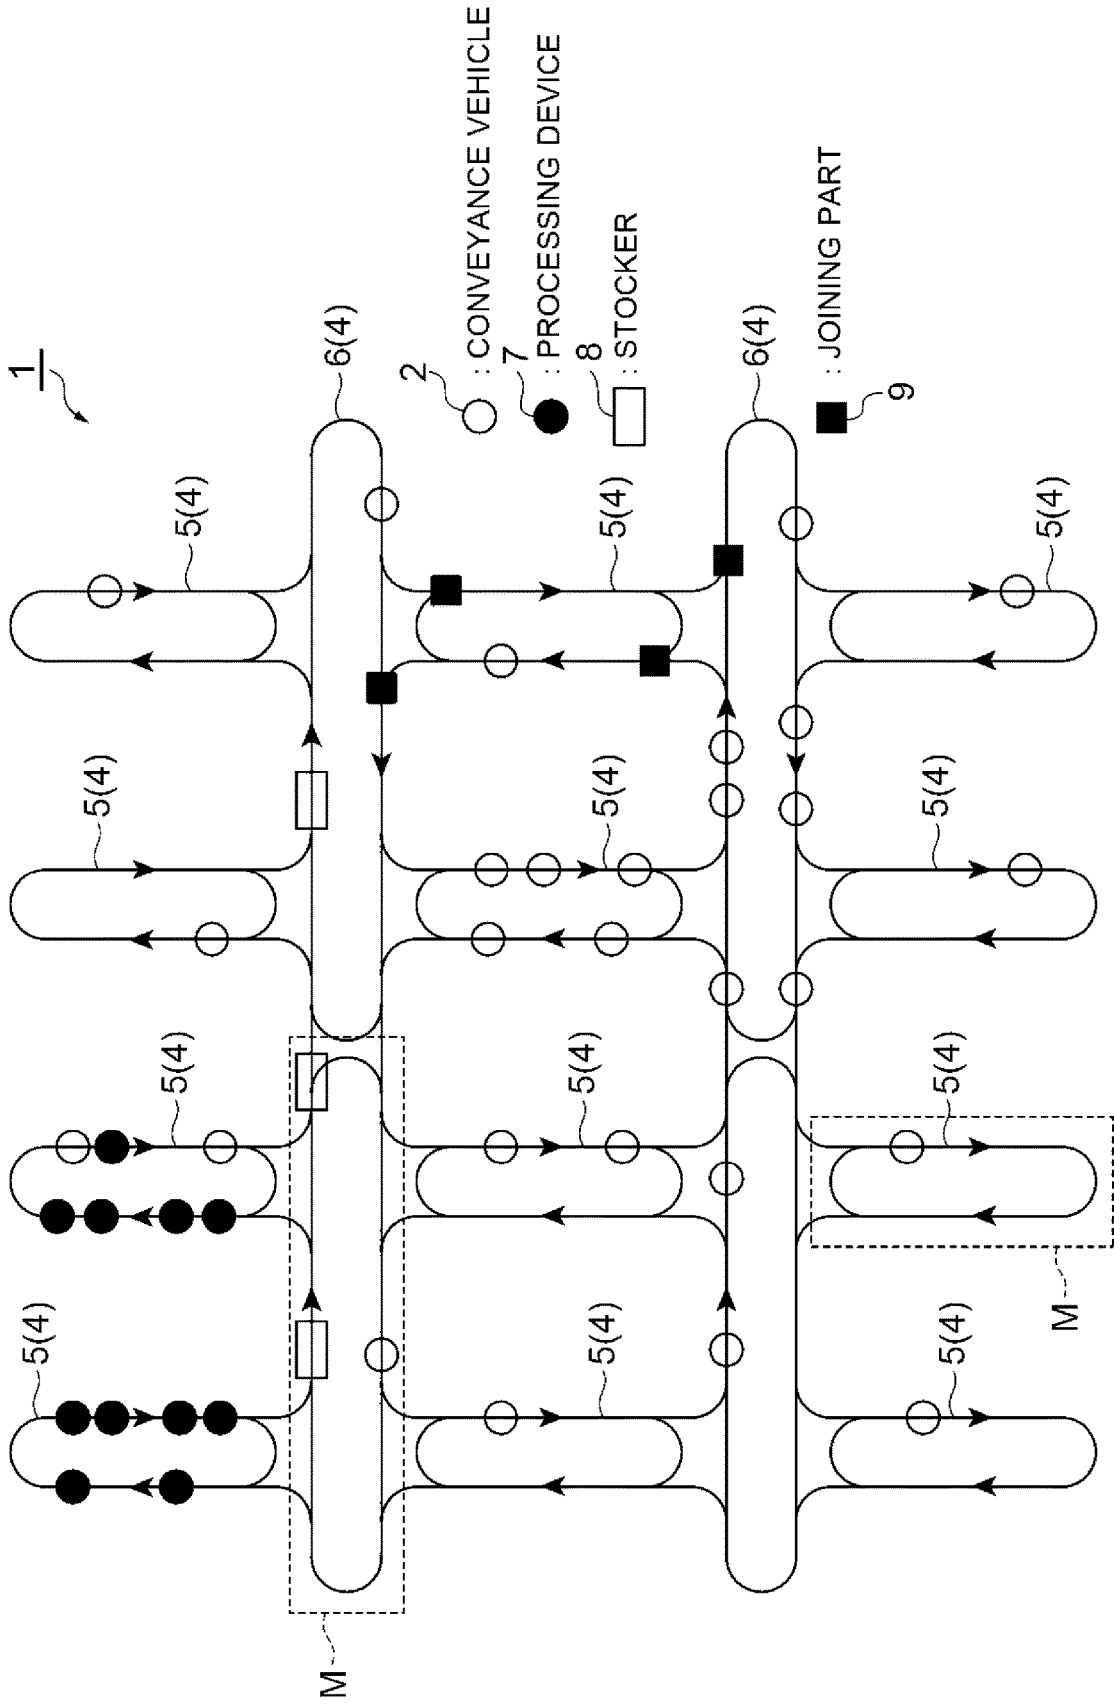 1
6(4)
2 : CONVEYANCE VEHICLE
7 : PROCESSING DEVICE
8 : STOCKER
6(4)
: JOINING PART
9
5(4)
5(4)
5(4)
5(4)
5(4)
5(4)
5(4)
5(4)
5(4)
5(4)
5(4)
5(4)
M
M